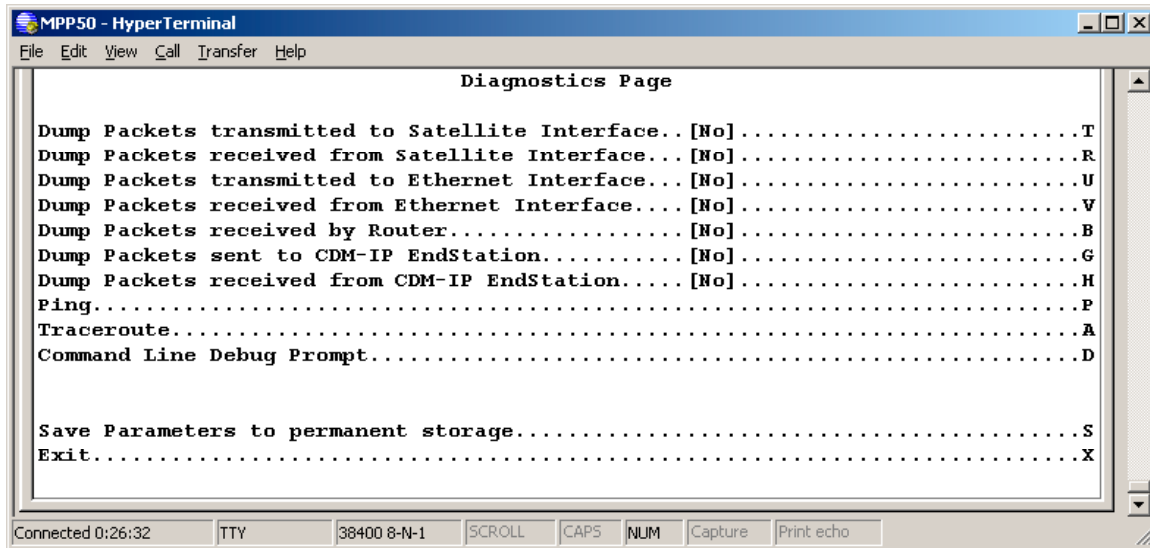 MPP50 - HyperTerminal
File Edit View Call Transfer Help
Diagnostics Page
Dump Packets transmitted to Satellite Interface..[No]..........................T
Dump Packets received from Satellite Interface...[No]..........................R
Dump Packets transmitted to Ethernet Interface...[No]..........................U
Dump Packets received from Ethernet Interface....[No]..........................V
Dump Packets received by Router..................[No]..........................B
Dump Packets sent to CDM-IP EndStation...........[No]..........................G
Dump Packets received from CDM-IP EndStation.....[No]..........................H
Ping...........................................................................P
Traceroute.....................................................................A
Command Line Debug Prompt......................................................D
Save Parameters to permanent storage...........................................S
Exit...........................................................................X
Connected 0:26:32 TTY 38400 8-N-1 SCROLL CAPS NUM Capture Print echo